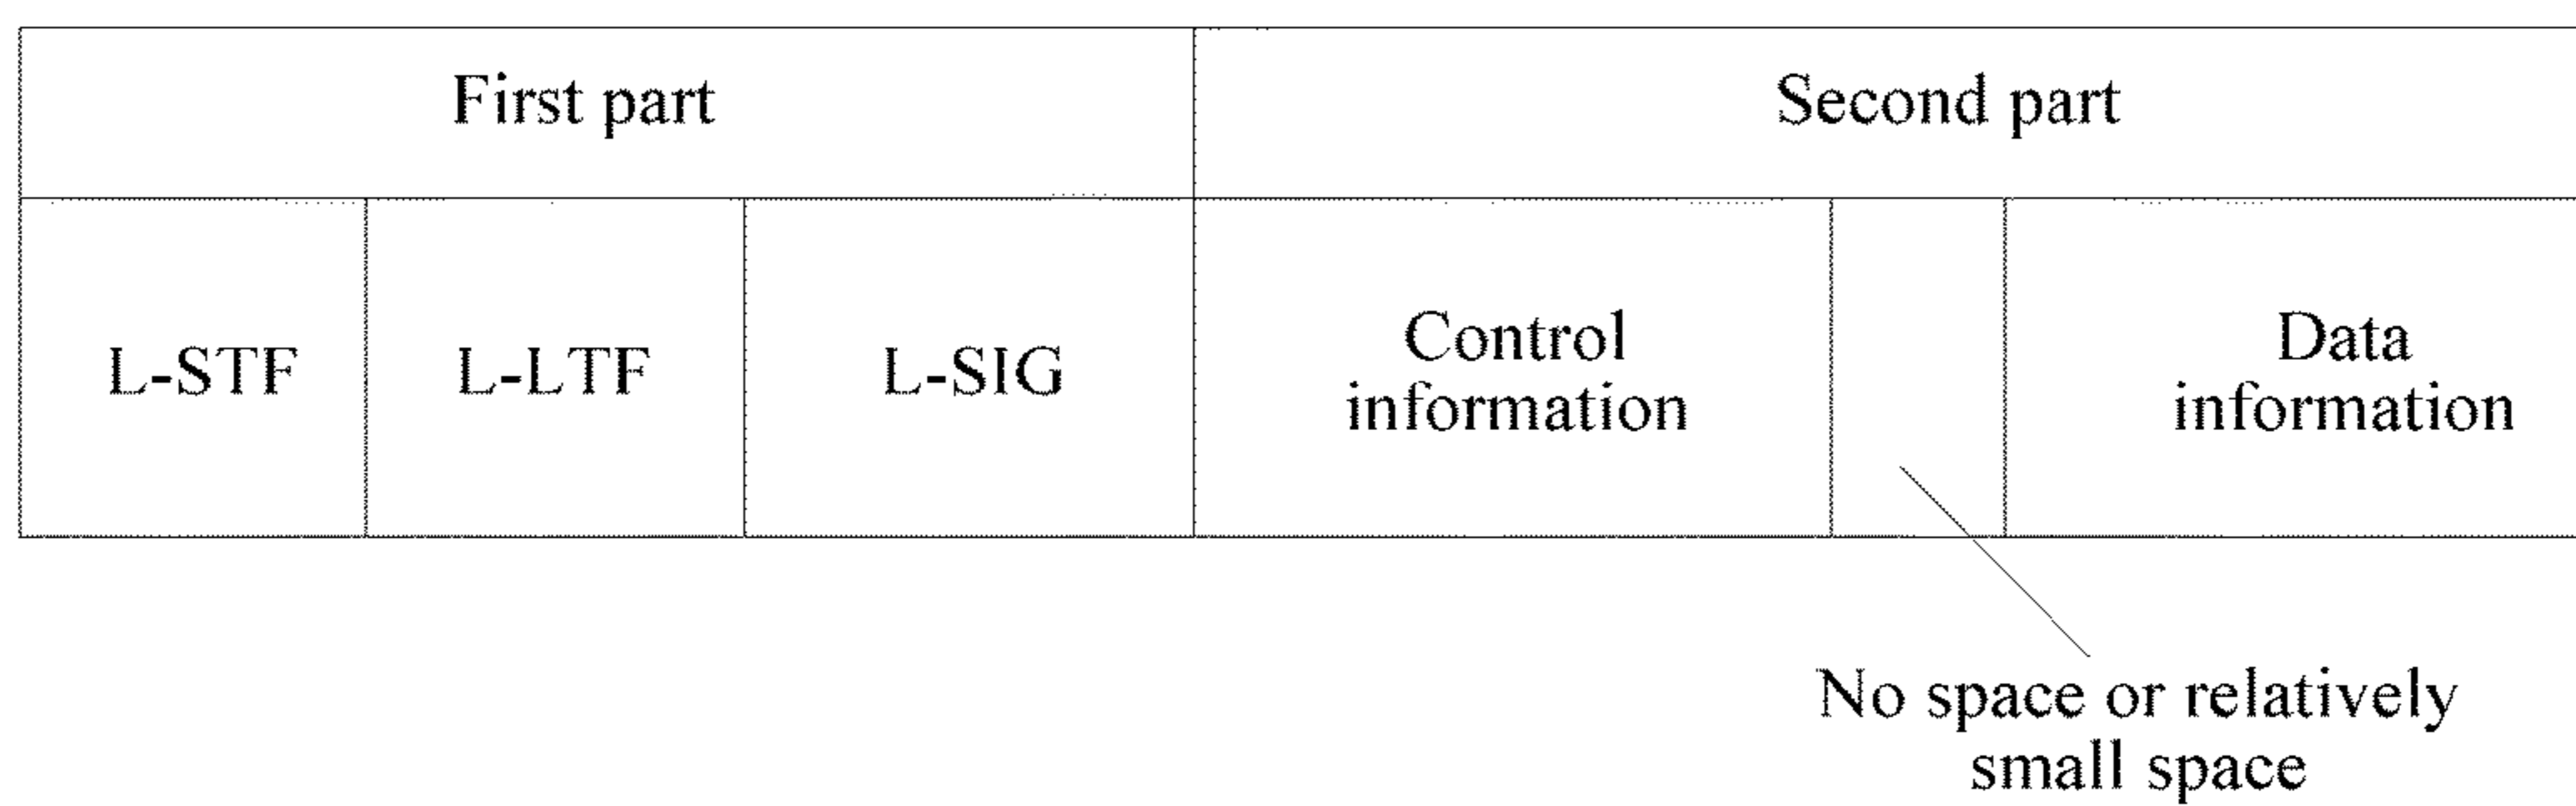 First part
Second part
L-STF
L-LTF
L-SIG
Control
information
Data
information
No space or relatively
small space